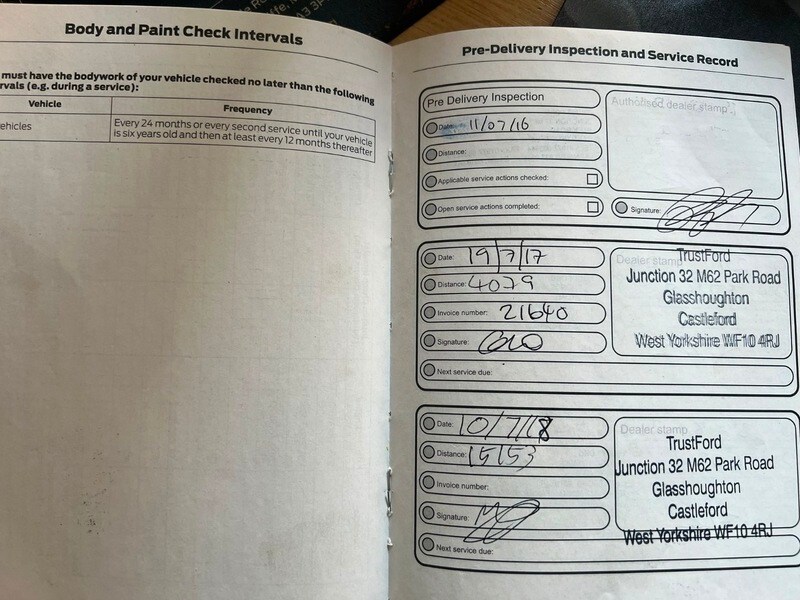 Body and Paint Check Intervals
must have the bodywork of your vehicle checked no later than the following
rvals (e.g. during a service):
Vehicle Frequency
ehicles Every 24 months or every second service until your vehicle
is six years old and then at least every 12 months thereafter
Pre-Delivery Inspection and Service Record
Pre Delivery Inspection
Authorised dealer stamp:
Date: 11/07/16
Distance:
Applicable service actions checked:
Open service actions completed:
Signature:
Date: 19/7/17
Distance: 4079
Invoice number: 21640
Signature:
Next service due:
Dealer stamp
TrustFord
Junction 32 M62 Park Road
Glasshoughton
Castleford
West Yorkshire WF10 4RJ
Date: 10/7/18
Distance: 15153
Invoice number:
Signature:
Next service due:
Dealer stamp
TrustFord
Junction 32 M62 Park Road
Glasshoughton
Castleford
West Yorkshire WF10 4RJ